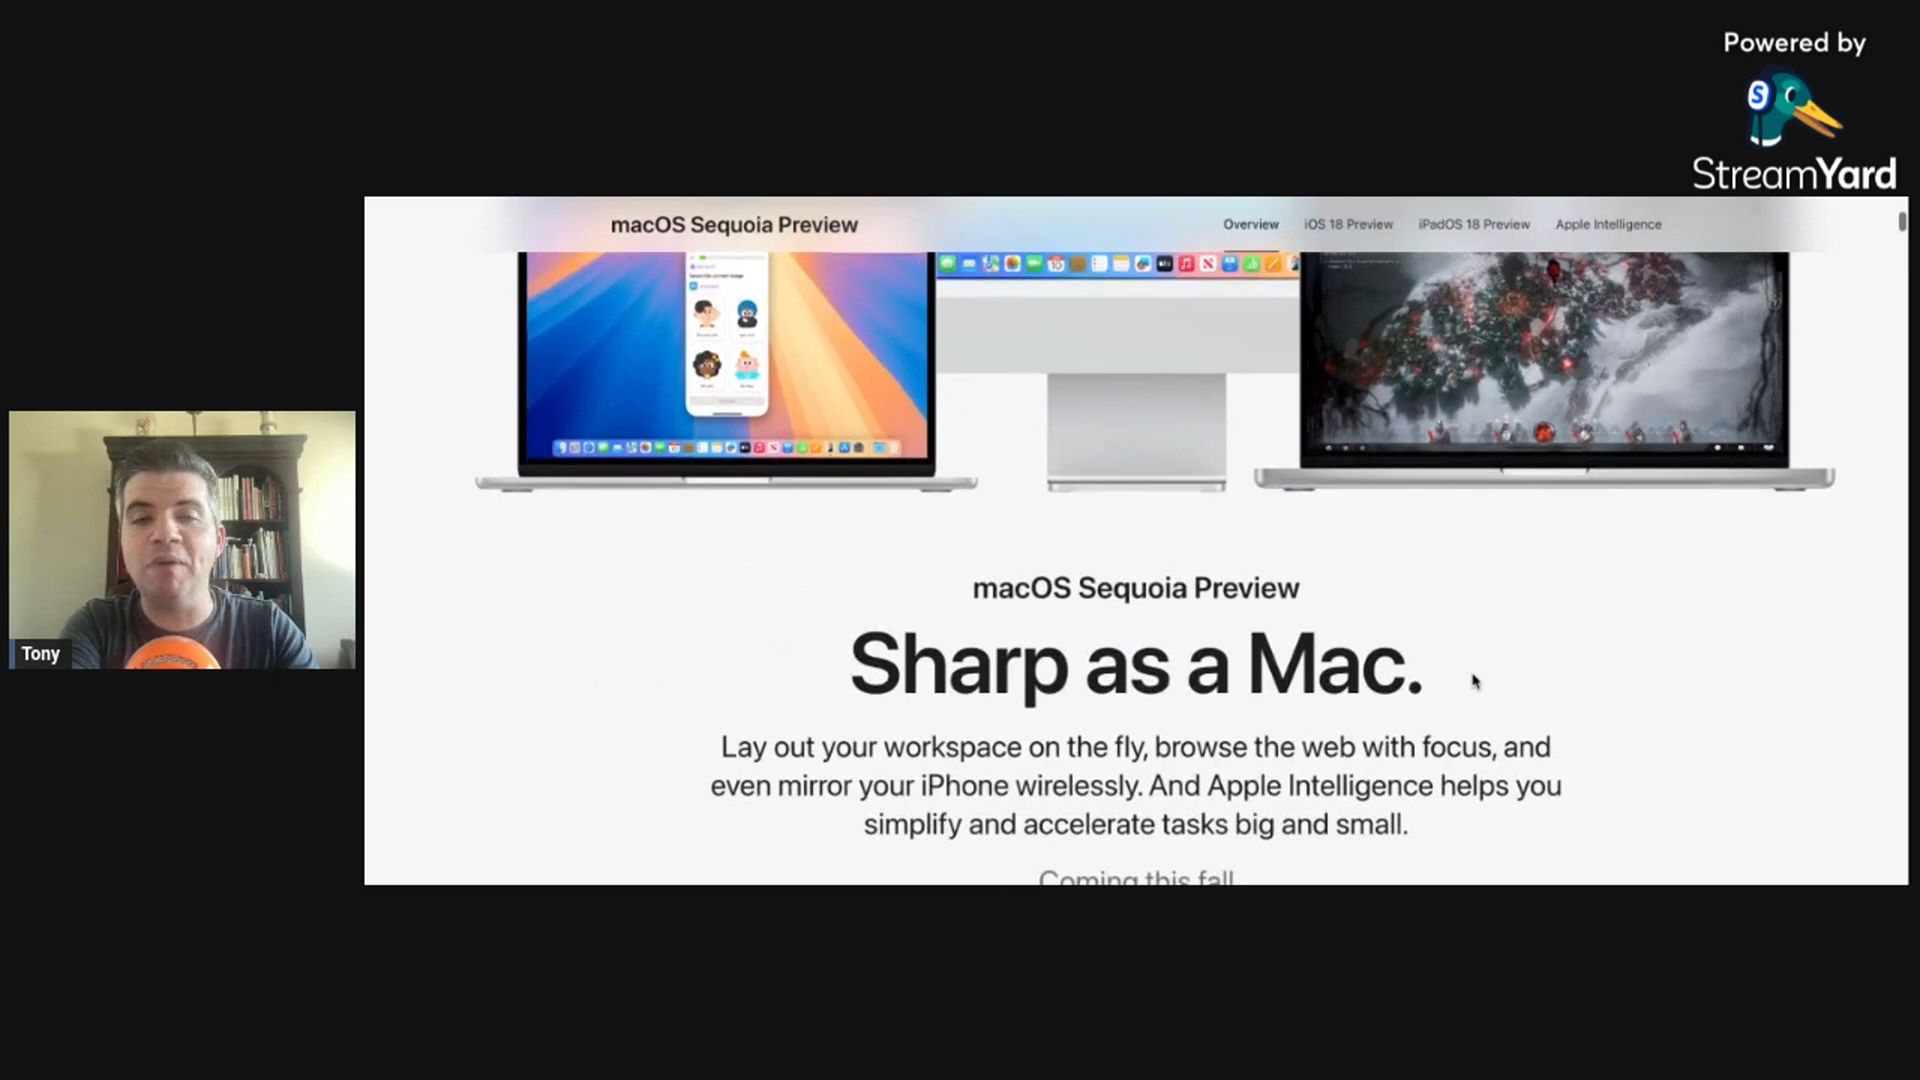 Powered by
StreamYard
macOS Sequoia Preview
Overview
iOS 18 Preview
iPadOS 18 Preview
Apple Intelligence
Tony
macOS Sequoia Preview
Sharp as a Mac.
Lay out your workspace on the fly, browse the web with focus, and
even mirror your iPhone wirelessly. And Apple Intelligence helps you
simplify and accelerate tasks big and small.
Coming this fall